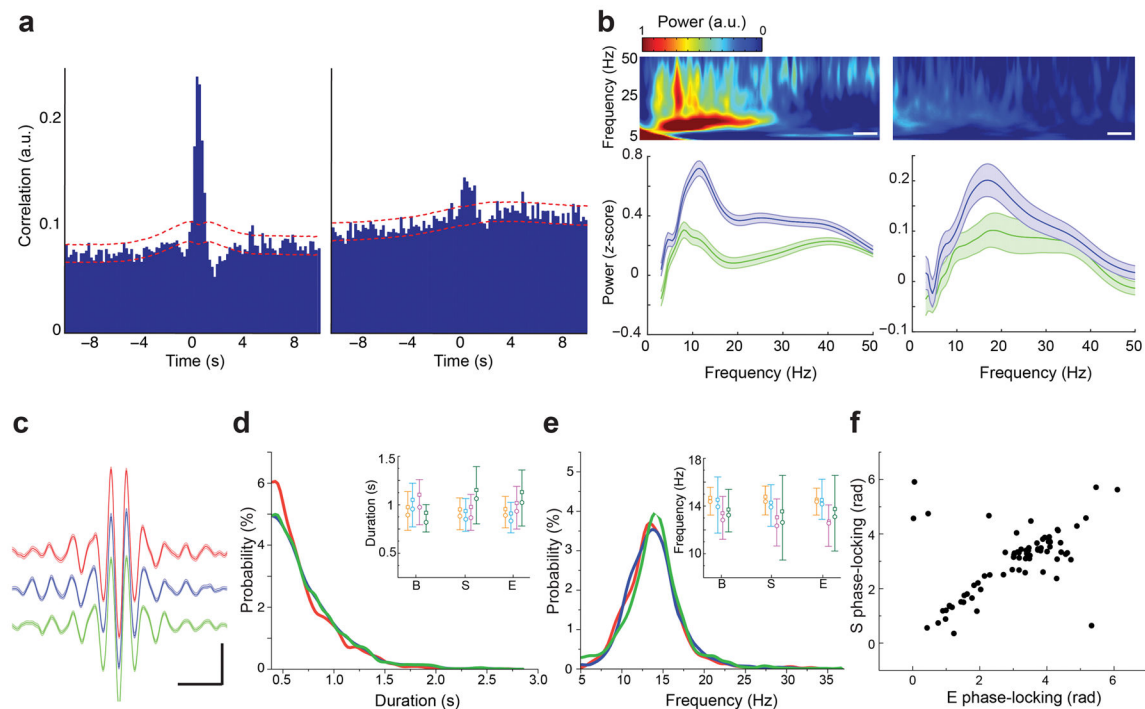 a
Correlation (a.u.)
0.2
0.1
0
−8 −4 0 4 8
Time (s)
−8 −4 0 4 8
Time (s)
b
Power (a.u.)
1 0
Frequency (Hz)
50
25
5
Power (z-score)
0.8
0.4
0
−0.4
0 10 20 30 40 50
Frequency (Hz)
0.2
0.1
0
−0.1
0 10 20 30 40 50
Frequency (Hz)
c
d
Probability (%)
6
4
2
0
0.5 1.0 1.5 2.0 2.5 3.0
Duration (s)
Duration (s)
1.5
1
0.5
B S E
e
Probability (%)
5
4
3
2
1
0
5 10 15 20 25 30 35
Frequency (Hz)
Frequency (Hz)
18
14
10
B S E
f
S phase-locking (rad)
6
4
2
0
0 2 4 6
E phase-locking (rad)